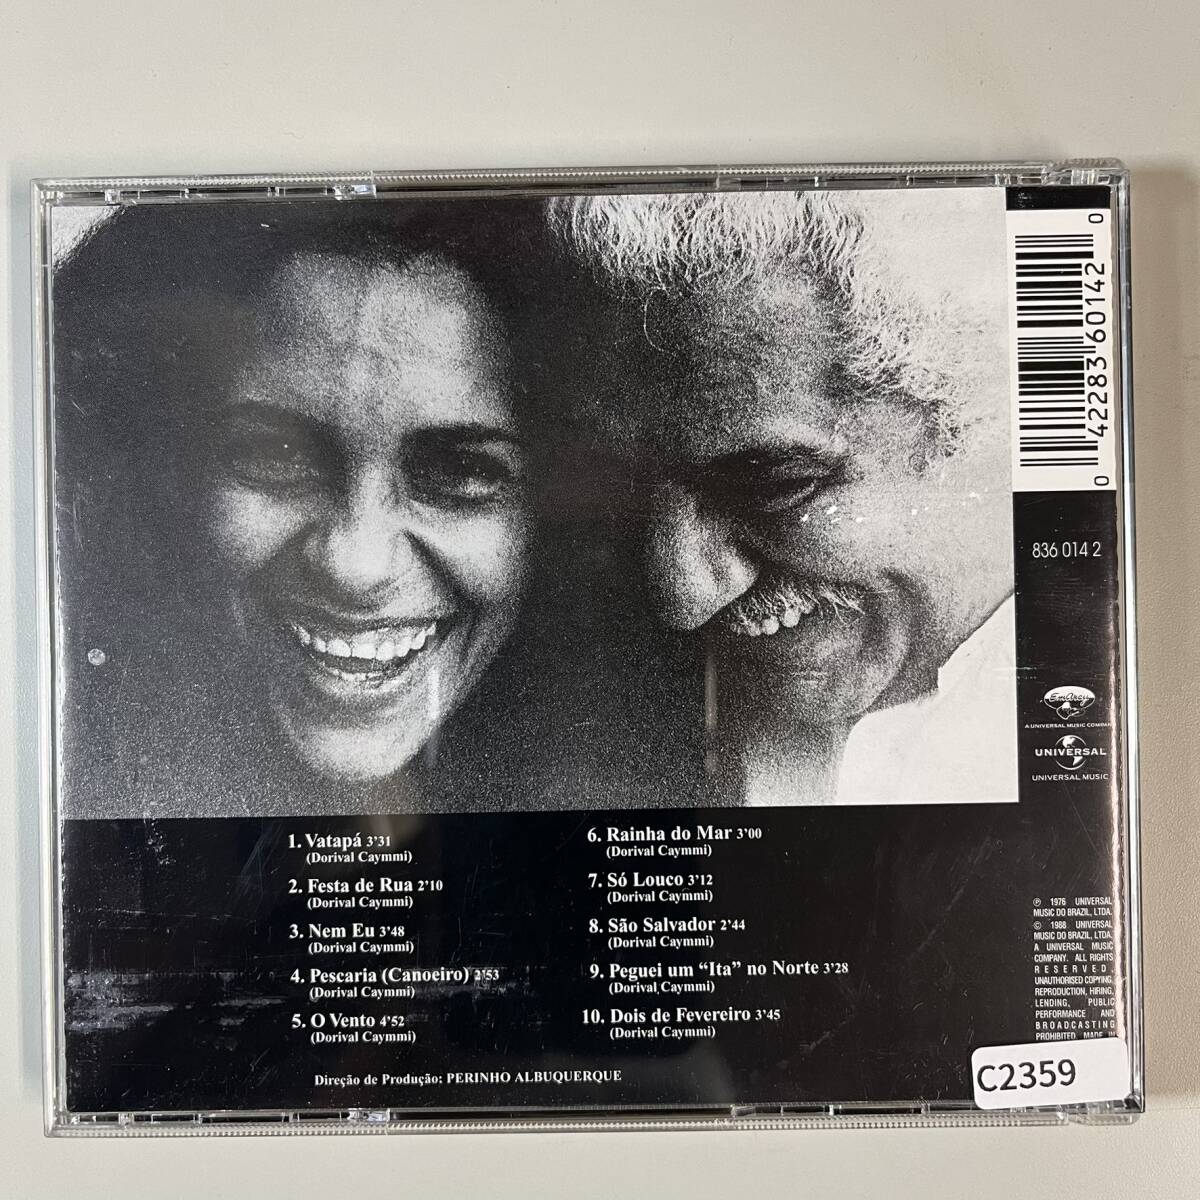 1. Vatapá 3'31
(Dorival Caymmi)
2. Festa de Rua 2'10
(Dorival Caymmi)
3. Nem Eu 3'48
(Dorival Caymmi)
4. Pescaria (Canoeiro) 2'53
(Dorival Caymmi)
5. O Vento 4'52
(Dorival Caymmi)
6. Rainha do Mar 3'00
(Dorival Caymmi)
7. Só Louco 3'12
(Dorival Caymmi)
8. São Salvador 2'44
(Dorival Caymmi)
9. Peguei um “Ita” no Norte 3'28
(Dorival Caymmi)
10. Dois de Fevereiro 3'45
(Dorival Caymmi)
Direção de Produção: PERINHO ALBUQUERQUE
0 42283 60142 0
836 014 2
EmArcy
A UNIVERSAL MUSIC COMPAN
UNIVERSAL
UNIVERSAL MUSIC
℗ 1976 UNIVERSAL
MUSIC DO BRAZIL, LTDA.
© 1988 UNIVERSAL
MUSIC DO BRAZIL, LTDA.
A UNIVERSAL MUSIC
COMPANY. ALL RIGHTS
RESERVED.
UNAUTHORISED COPYING,
REPRODUCTION, HIRING,
LENDING, PUBLIC
PERFORMANCE AND
BROADCASTING
PROHIBITED. MADE IN
C2359